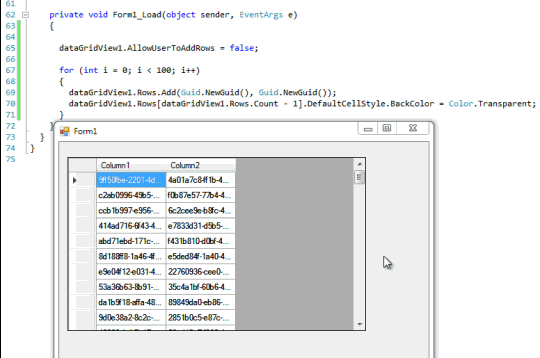 61
62 private void Form1_Load(object sender, EventArgs e)
63 {
64
65 dataGridView1.AllowUserToAddRows = false;
66
67 for (int i = 0; i < 100; i++)
68 {
69 dataGridView1.Rows.Add(Guid.NewGuid(), Guid.NewGuid());
70 dataGridView1.Rows[dataGridView1.Rows.Count - 1].DefaultCellStyle.BackColor = Color.Transparent;
71 }
72 }
73 }
74 }
75
Form1
Column1 Column2
9ff50fbe-2201-4d... 4a01a7c8-ff1b-4...
c2ab0996-49b5-... f0b87e57-77b4-4...
ccb1b997-e956-... 6c2cee9e-b8fc-4...
414ad716-6f43-4... e7833d31-d5b5-...
abd71ebd-171c-... f431b810-d0bf-4...
8d188ff8-1a46-4f... e5ded84f-1a40-4...
e9e04f12-e031-4... 22760936-cee0-...
53a36b63-8b91-... 35c4a1bf-60b6-4...
da1b9f18-affa-48... 89849da0-eb86-...
9d0e38a2-8c2c-... 2851b0c5-e87c-...